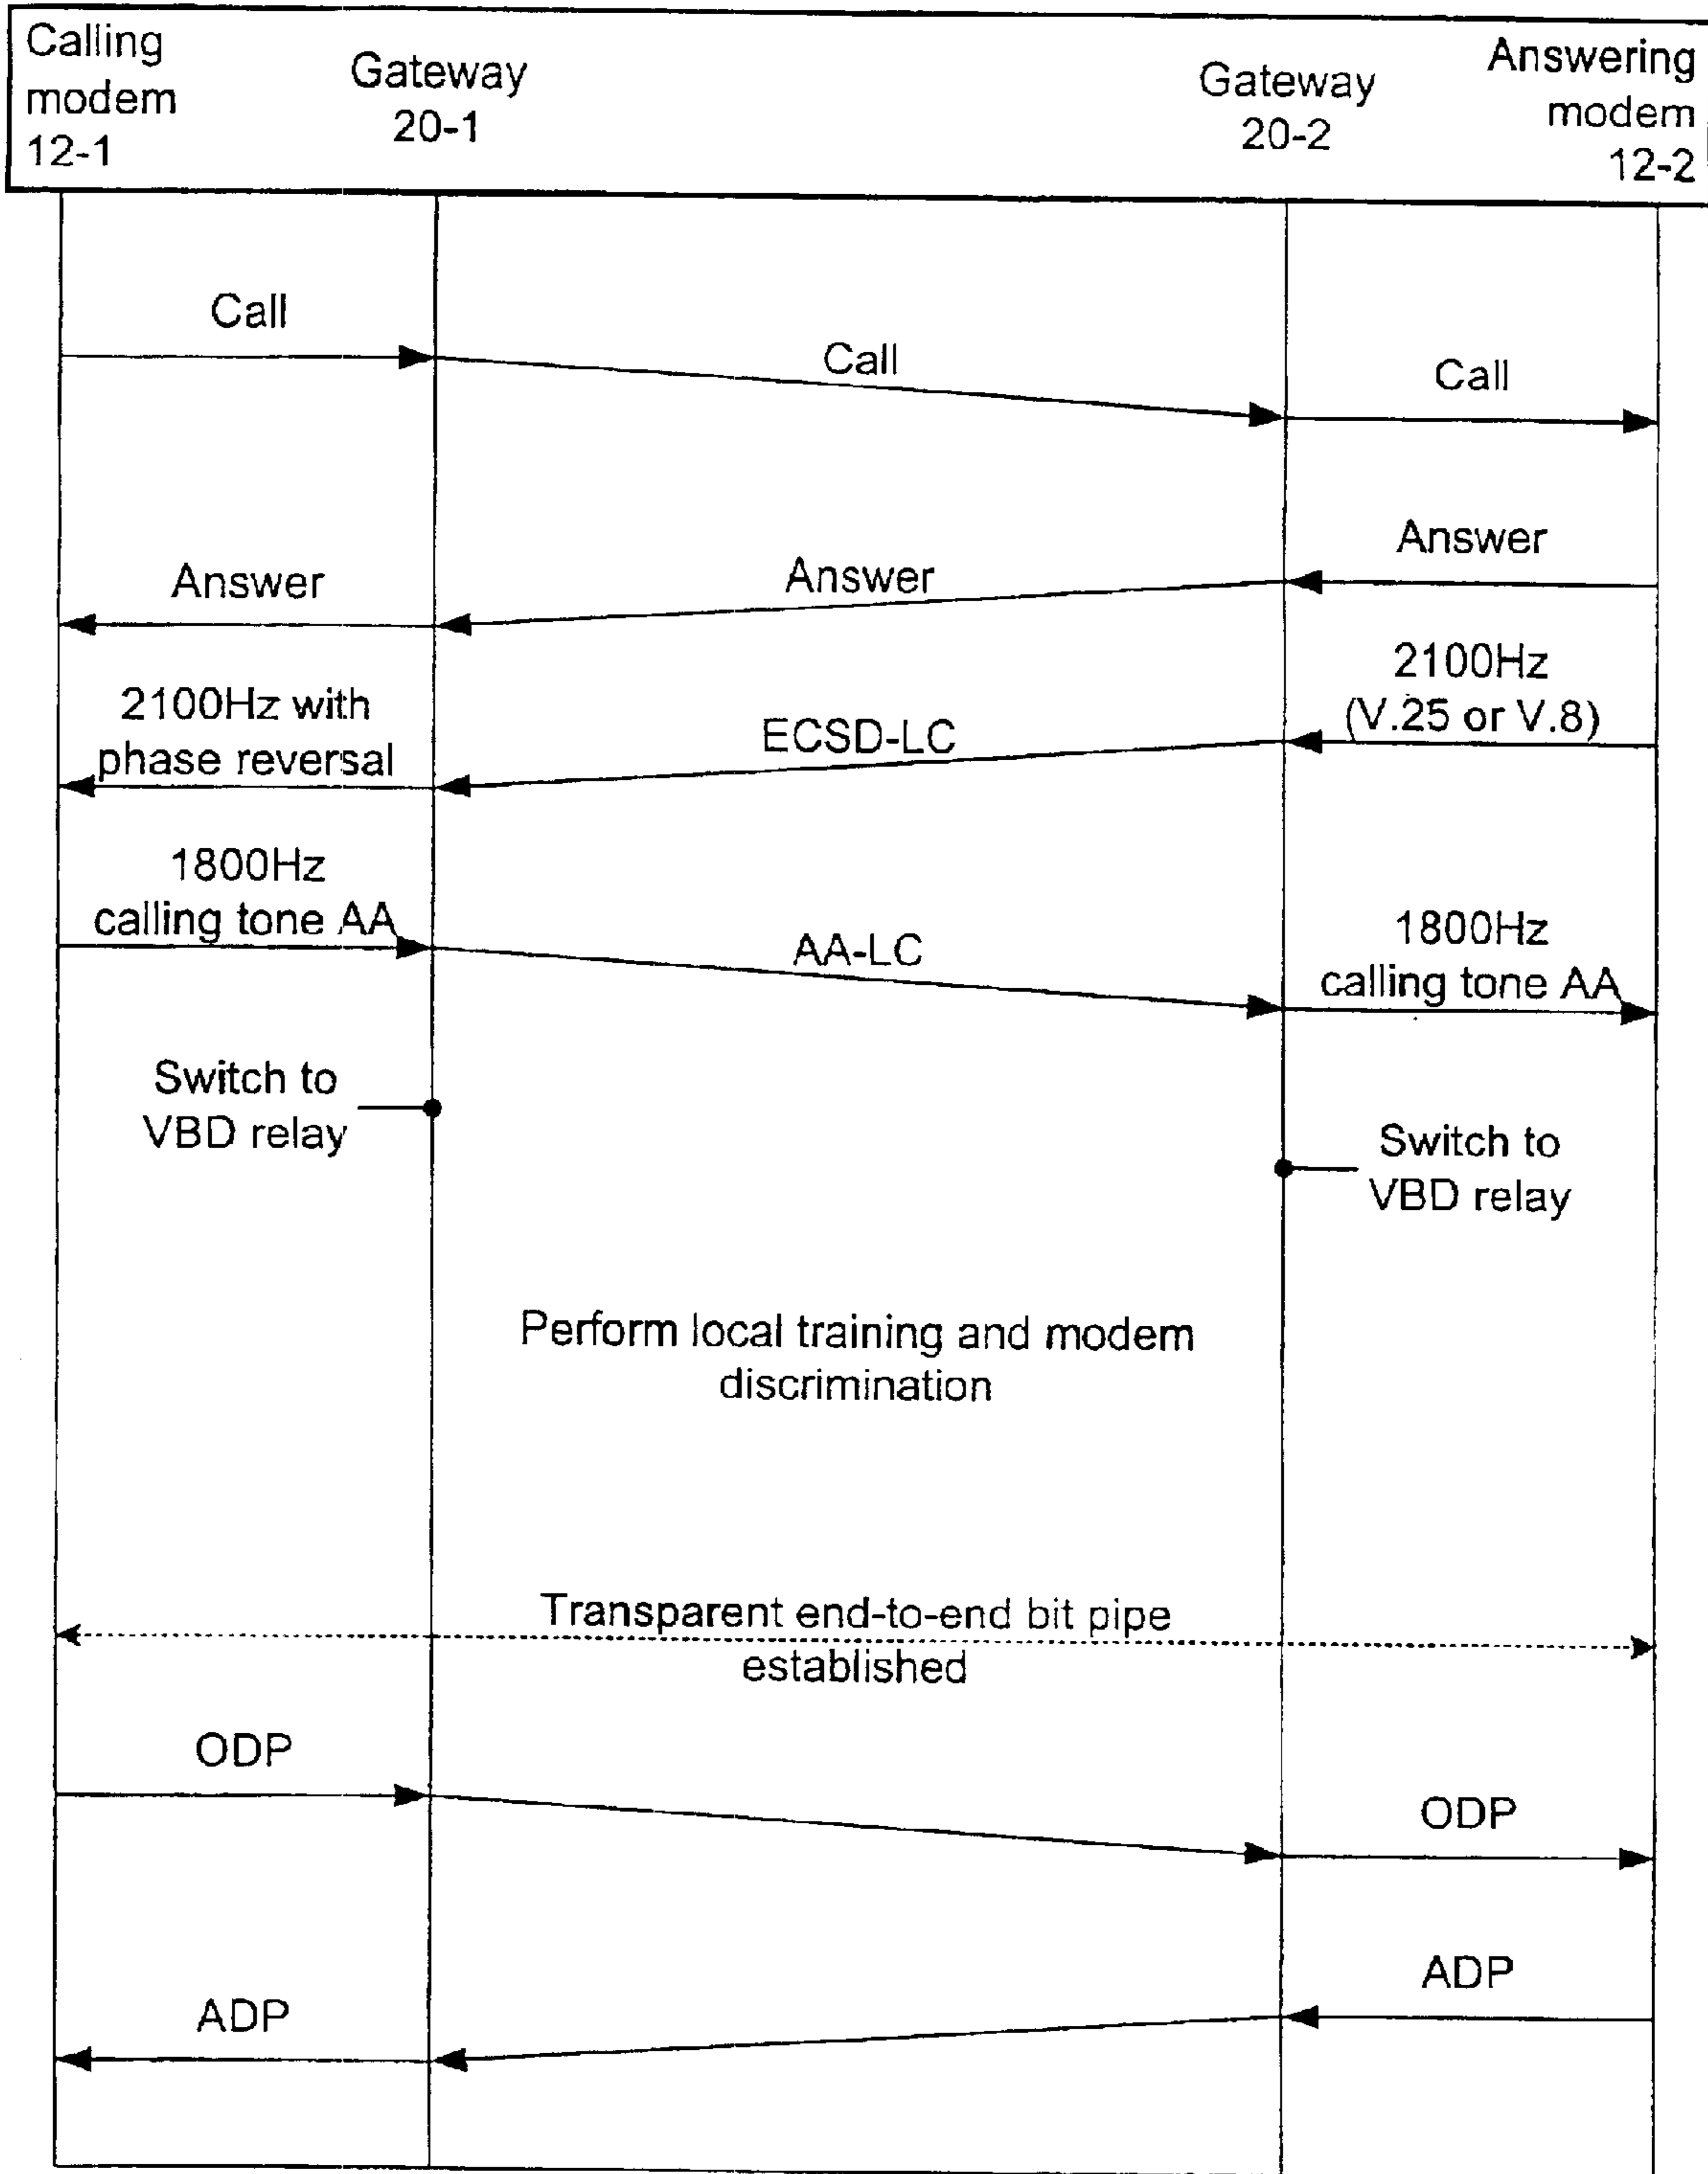 Calling
modem
12-1
Gateway
20-1
Gateway
20-2
Answering
modem
12-2
Call
Call
Call
Answer
Answer
Answer
2100Hz
(V.25 or V.8)
ECSD-LC
2100Hz with
phase reversal
1800Hz
calling tone AA
AA-LC
1800Hz
calling tone AA
Switch to
VBD relay
Switch to
VBD relay
Perform local training and modem
discrimination
Transparent end-to-end bit pipe
established
ODP
ODP
ADP
ADP